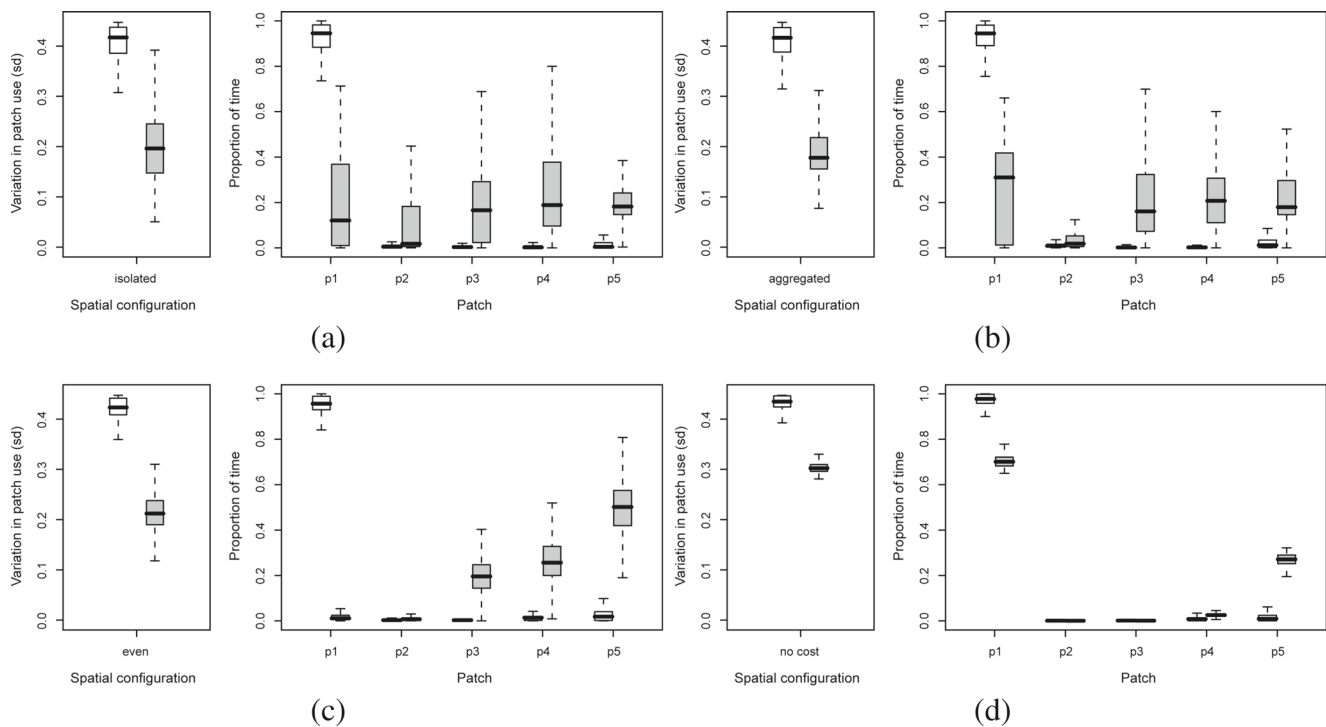 Variation in patch use (sd)
0.4
0.3
0.2
0.1
0.0
isolated
Spatial configuration
Proportion of time
1.0
0.8
0.6
0.4
0.2
0.0
p1 p2 p3 p4 p5
Patch
(a)
Variation in patch use (sd)
0.4
0.3
0.2
0.1
0.0
aggregated
Spatial configuration
Proportion of time
1.0
0.8
0.6
0.4
0.2
0.0
p1 p2 p3 p4 p5
Patch
(b)
Variation in patch use (sd)
0.4
0.3
0.2
0.1
0.0
even
Spatial configuration
Proportion of time
1.0
0.8
0.6
0.4
0.2
0.0
p1 p2 p3 p4 p5
Patch
(c)
Variation in patch use (sd)
0.4
0.3
0.2
0.1
0.0
no cost
Spatial configuration
Proportion of time
1.0
0.8
0.6
0.4
0.2
0.0
p1 p2 p3 p4 p5
Patch
(d)